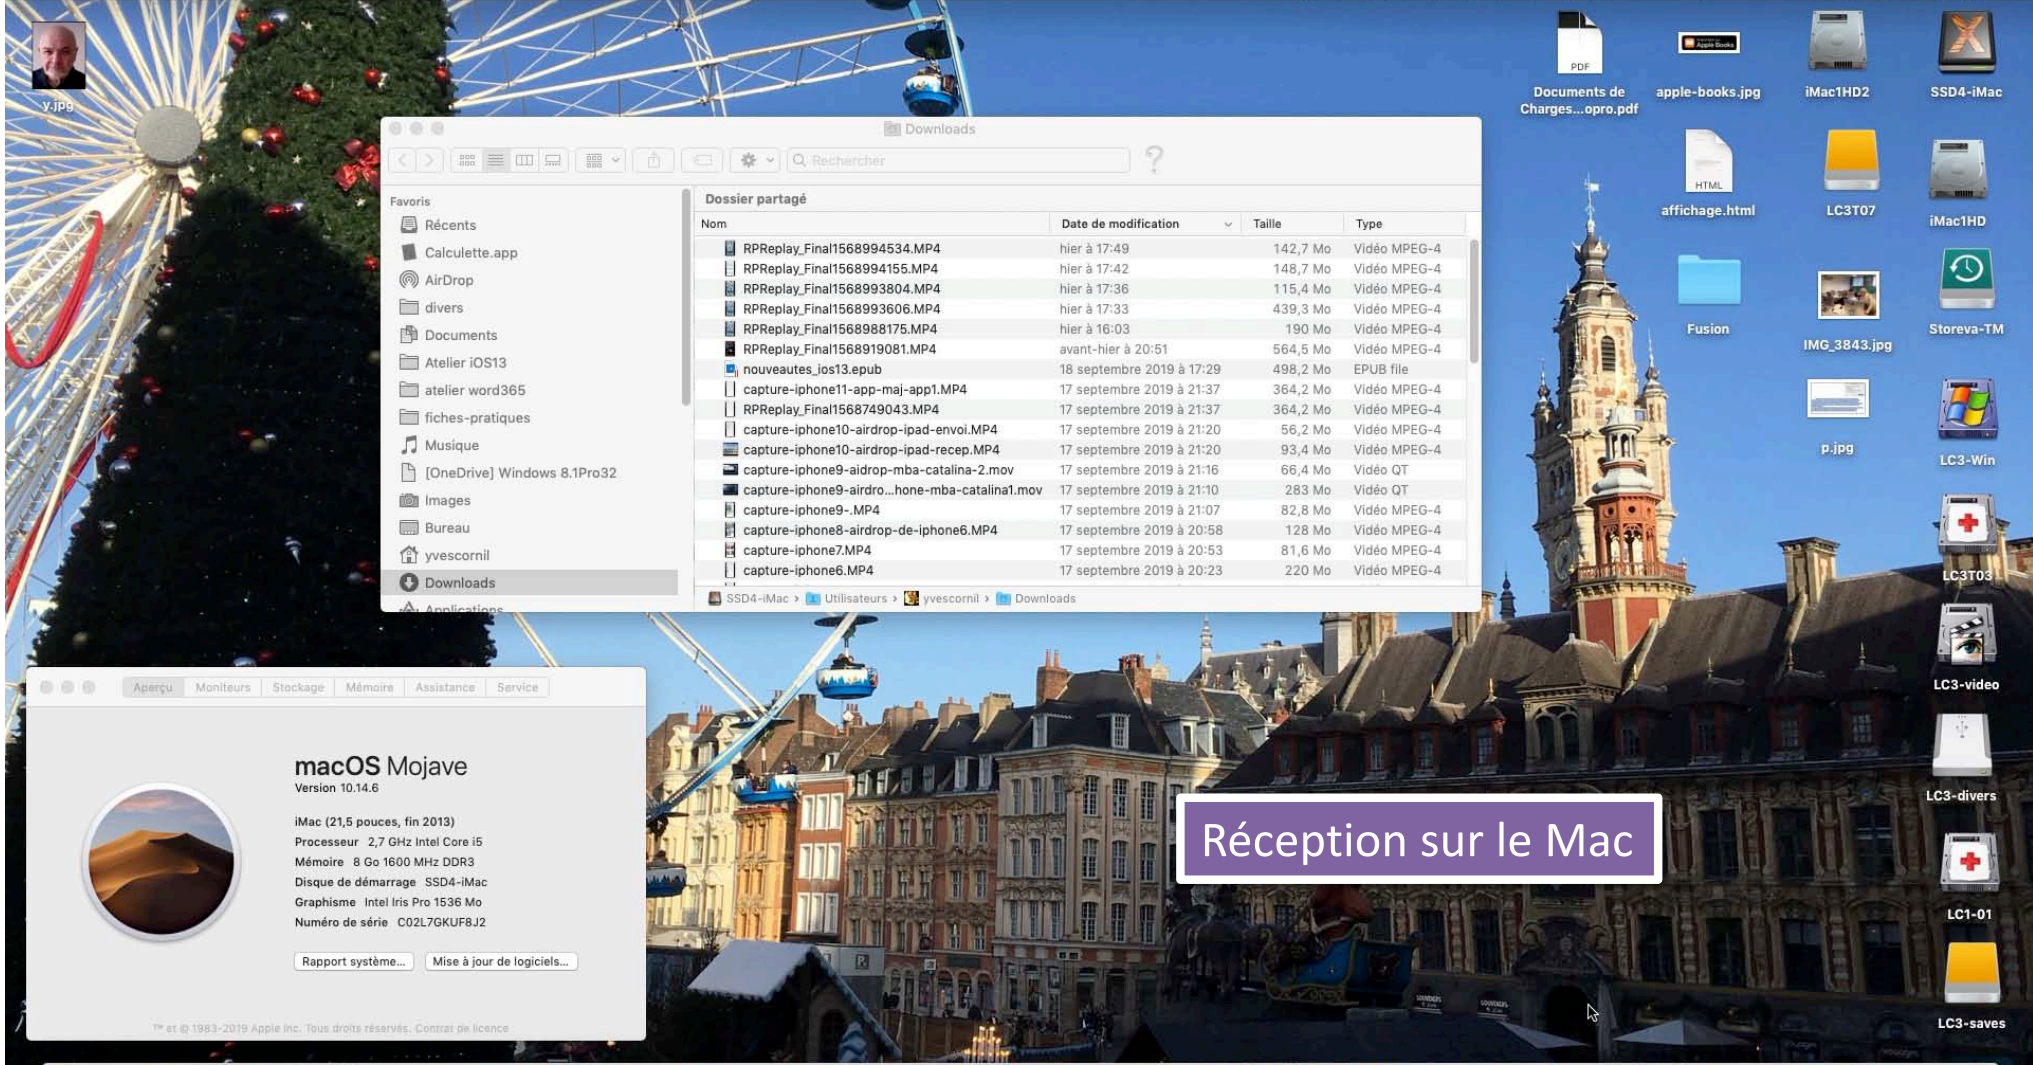 y.jpg
PDF
Documents de
Charges...opro.pdf
apple-books.jpg
iMac1HD2
SSD4-iMac
HTML
affichage.html
LC3T07
iMac1HD
Fusion
IMG_3843.jpg
Storeva-TM
p.jpg
LC3-Win
LC3T03
LC3-video
LC3-divers
LC1-01
LC3-saves
Downloads
Rechercher
?
Favoris
Récents
Calculette.app
AirDrop
divers
Documents
Atelier iOS13
atelier word365
fiches-pratiques
Musique
[OneDrive] Windows 8.1Pro32
Images
Bureau
yvescornil
Downloads
Applications
Dossier partagé
Nom Date de modification Taille Type
RPReplay_Final1568994534.MP4 hier à 17:49 142,7 Mo Vidéo MPEG-4
RPReplay_Final1568994155.MP4 hier à 17:42 148,7 Mo Vidéo MPEG-4
RPReplay_Final1568993804.MP4 hier à 17:36 115,4 Mo Vidéo MPEG-4
RPReplay_Final1568993606.MP4 hier à 17:33 439,3 Mo Vidéo MPEG-4
RPReplay_Final1568988175.MP4 hier à 16:03 190 Mo Vidéo MPEG-4
RPReplay_Final1568919081.MP4 avant-hier à 20:51 564,5 Mo Vidéo MPEG-4
nouveautes_ios13.epub 18 septembre 2019 à 17:29 498,2 Mo EPUB file
capture-iphone11-app-maj-app1.MP4 17 septembre 2019 à 21:37 364,2 Mo Vidéo MPEG-4
RPReplay_Final1568749043.MP4 17 septembre 2019 à 21:37 364,2 Mo Vidéo MPEG-4
capture-iphone10-airdrop-ipad-envoi.MP4 17 septembre 2019 à 21:20 56,2 Mo Vidéo MPEG-4
capture-iphone10-airdrop-ipad-recep.MP4 17 septembre 2019 à 21:20 93,4 Mo Vidéo MPEG-4
capture-iphone9-aidrop-mba-catalina-2.mov 17 septembre 2019 à 21:16 66,4 Mo Vidéo QT
capture-iphone9-airdro...hone-mba-catalina1.mov 17 septembre 2019 à 21:10 283 Mo Vidéo QT
capture-iphone9-.MP4 17 septembre 2019 à 21:07 82,8 Mo Vidéo MPEG-4
capture-iphone8-airdrop-de-iphone6.MP4 17 septembre 2019 à 20:58 128 Mo Vidéo MPEG-4
capture-iphone7.MP4 17 septembre 2019 à 20:53 81,6 Mo Vidéo MPEG-4
capture-iphone6.MP4 17 septembre 2019 à 20:23 220 Mo Vidéo MPEG-4
SSD4-iMac › Utilisateurs › yvescornil › Downloads
Aperçu Moniteurs Stockage Mémoire Assistance Service
macOS Mojave
Version 10.14.6
iMac (21,5 pouces, fin 2013)
Processeur 2,7 GHz Intel Core i5
Mémoire 8 Go 1600 MHz DDR3
Disque de démarrage SSD4-iMac
Graphisme Intel Iris Pro 1536 Mo
Numéro de série C02L7GKUF8J2
Rapport système... Mise à jour de logiciels...
™ et © 1983-2019 Apple Inc. Tous droits réservés. Contrat de licence
Réception sur le Mac